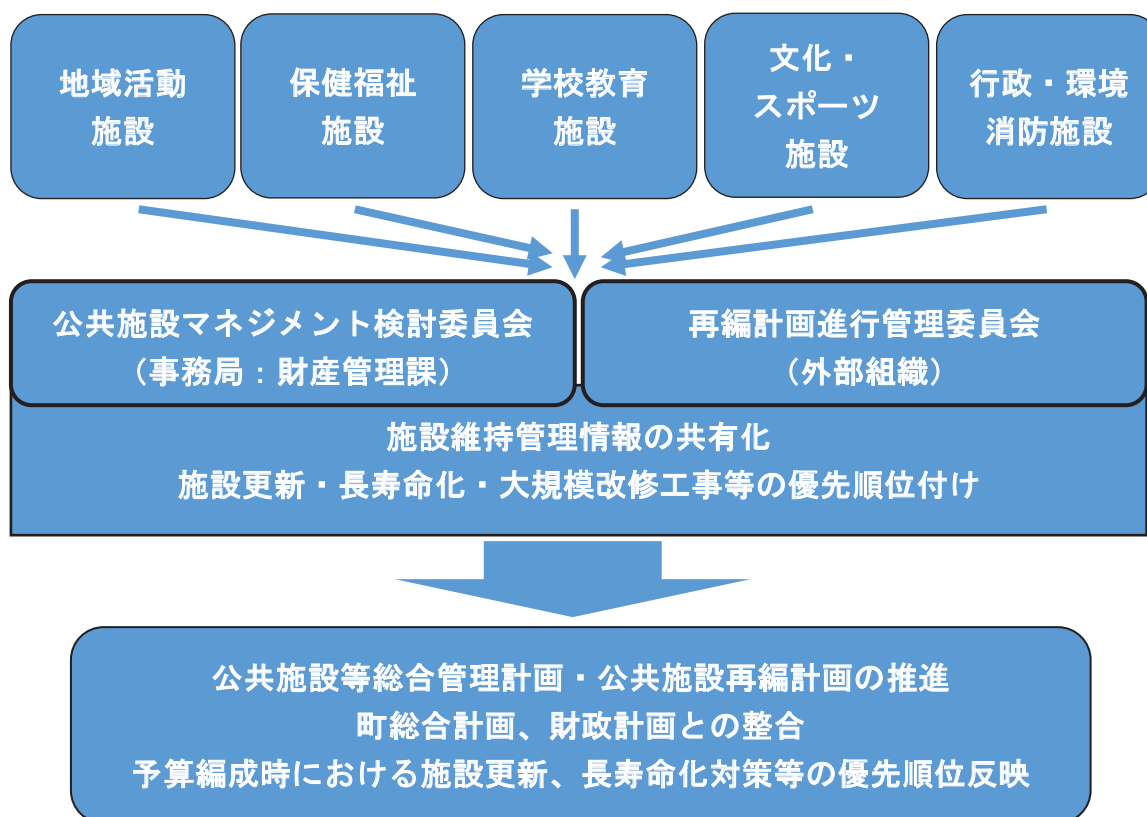 地域活動
施設
保健福祉
施設
学校教育
施設
文化・
スポーツ
施設
行政・環境
消防施設
公共施設マネジメント検討委員会
（事務局：財産管理課）
再編計画進行管理委員会
（外部組織）
施設維持管理情報の共有化
施設更新・長寿命化・大規模改修工事等の優先順位付け
公共施設等総合管理計画・公共施設再編計画の推進
町総合計画、財政計画との整合
予算編成時における施設更新、長寿命化対策等の優先順位反映